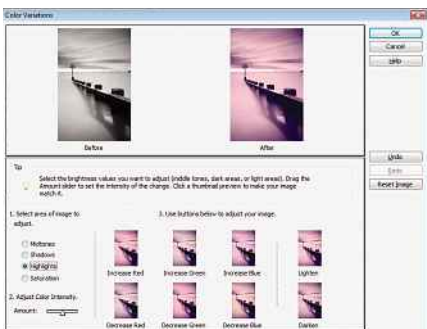 Color Variations
OK
Cancel
Help
Before
After
Tip
Select the brightness values you want to adjust (middle tones, dark areas, or light areas). Drag the
Amount slider to set the intensity of the change. Click a thumbnail preview to make your image
match it.
Undo
Redo
Reset Image
1. Select area of image to
adjust.
3. Use buttons below to adjust your image.
Midtones
Shadows
Highlights
Saturation
Increase Red
Increase Green
Increase Blue
Lighten
2. Adjust Color Intensity.
Amount:
Decrease Red
Decrease Green
Decrease Blue
Darken